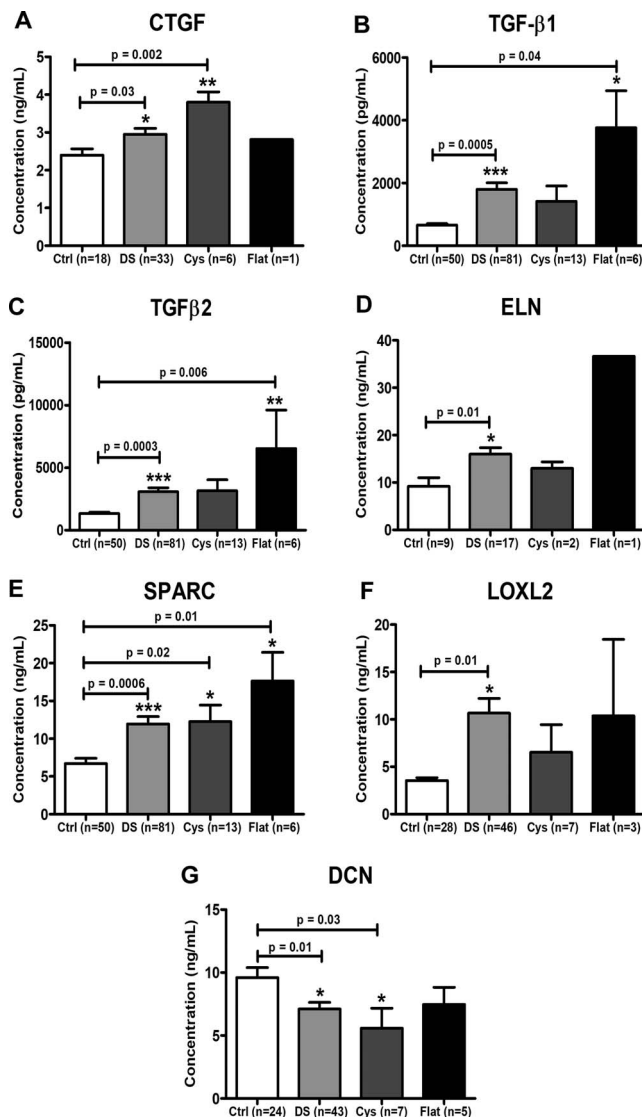 A
CTGF
Concentration (ng/mL)
5
4
3
2
1
0
p = 0.002
p = 0.03
*
**
Ctrl (n=18) DS (n=33) Cys (n=6) Flat (n=1)
B
TGF-β1
Concentration (pg/mL)
6000
4000
2000
0
p = 0.04
p = 0.0005
***
*
Ctrl (n=50) DS (n=81) Cys (n=13) Flat (n=6)
C
TGFβ2
Concentration (pg/mL)
15000
10000
5000
0
p = 0.006
p = 0.0003
***
**
Ctrl (n=50) DS (n=81) Cys (n=13) Flat (n=6)
D
ELN
Concentration (ng/mL)
40
30
20
10
0
p = 0.01
*
Ctrl (n=9) DS (n=17) Cys (n=2) Flat (n=1)
E
SPARC
Concentration (ng/mL)
25
20
15
10
5
0
p = 0.01
p = 0.02
p = 0.0006
***
*
*
Ctrl (n=50) DS (n=81) Cys (n=13) Flat (n=6)
F
LOXL2
Concentration (ng/mL)
20
15
10
5
0
p = 0.01
*
Ctrl (n=28) DS (n=46) Cys (n=7) Flat (n=3)
G
DCN
Concentration (ng/mL)
15
10
5
0
p = 0.03
p = 0.01
*
*
Ctrl (n=24) DS (n=43) Cys (n=7) Flat (n=5)